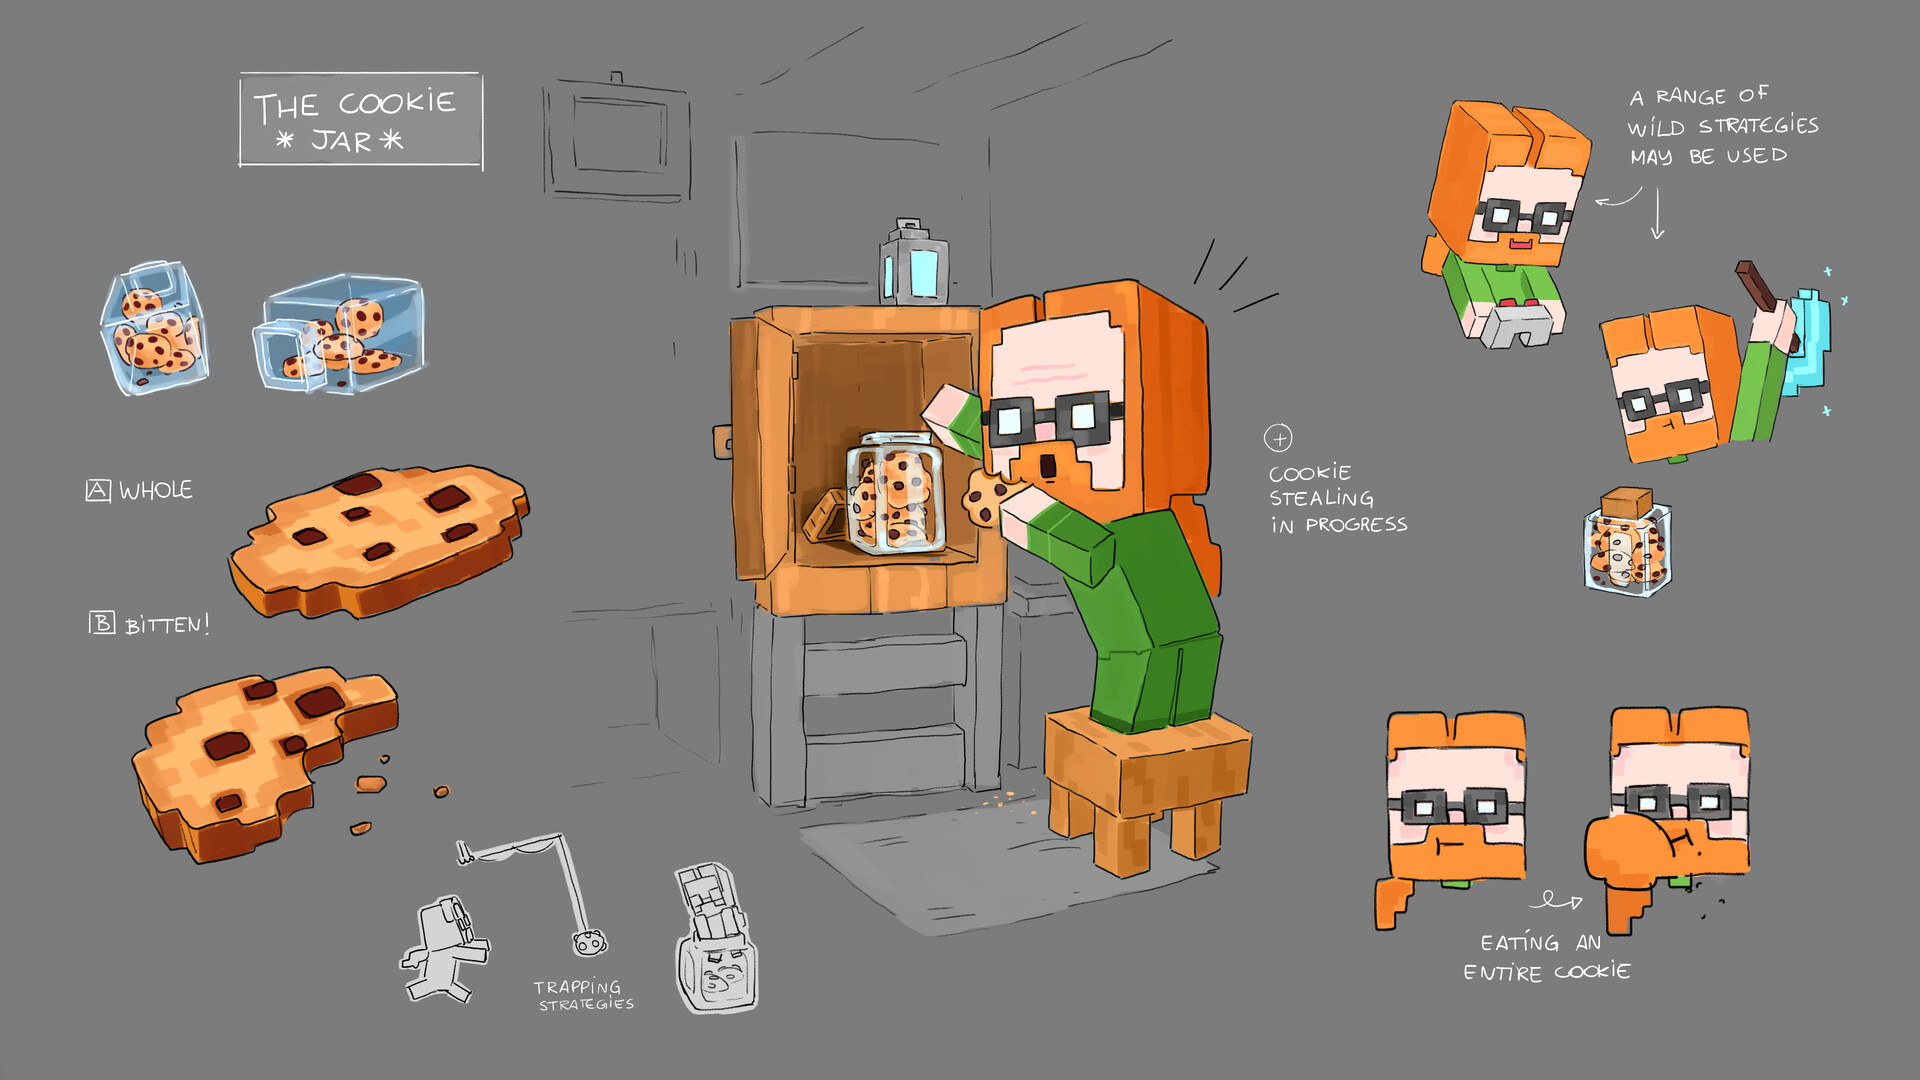 THE COOKIE
* JAR *
A RANGE OF
WILD STRATEGIES
MAY BE USED
A WHOLE
B BITTEN!
+
COOKIE
STEALING
IN PROGRESS
TRAPPING
STRATEGIES
EATING AN
ENTIRE COOKIE